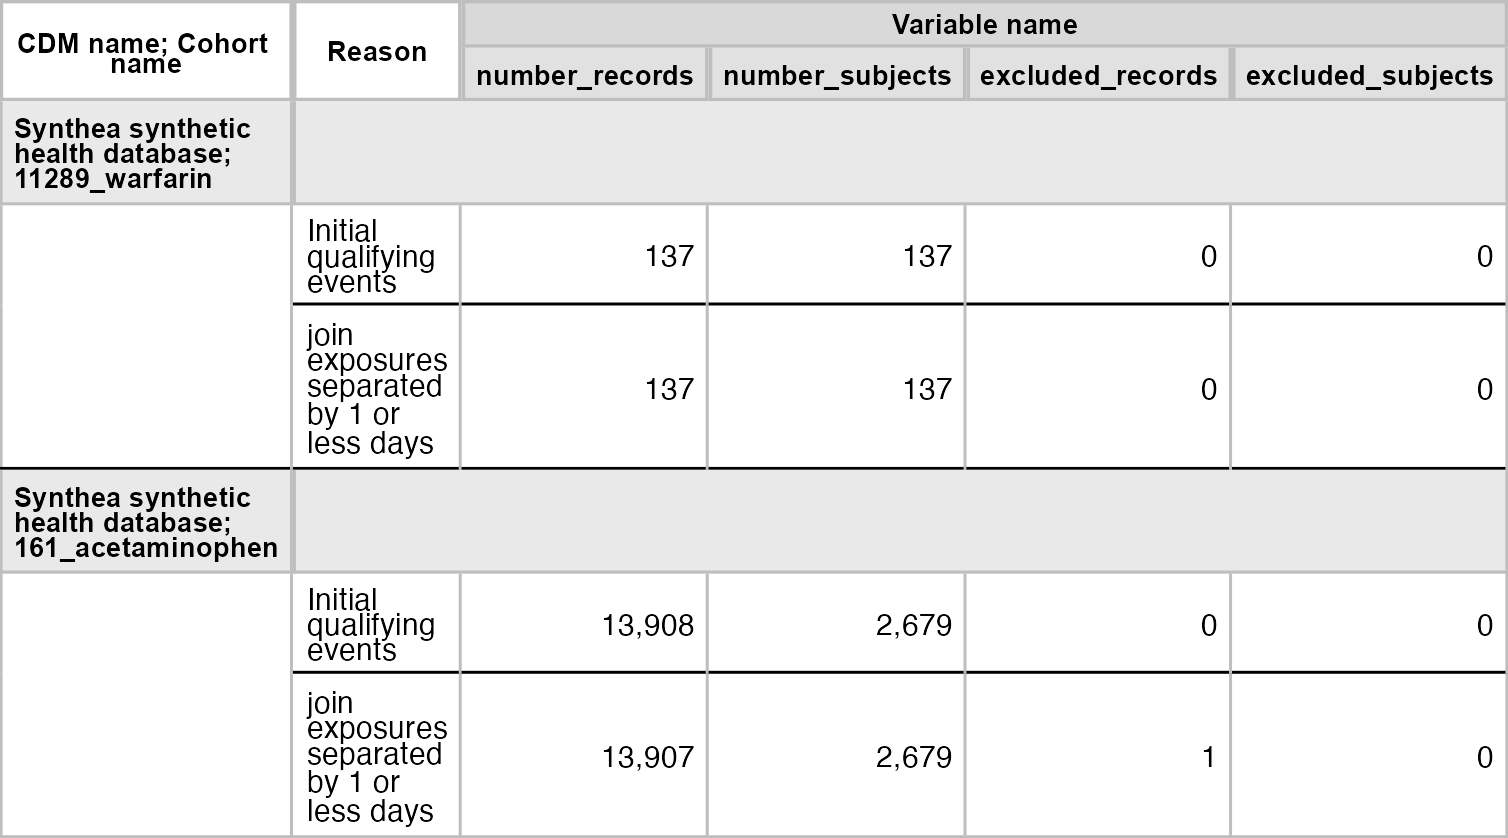 CDM name; Cohort
name
Reason
Variable name
number_records
number_subjects
excluded_records
excluded_subjects
Synthea synthetic
health database;
11289_warfarin
Initial
qualifying
events
137
137
0
0
join
exposures
separated
by 1 or
less days
137
137
0
0
Synthea synthetic
health database;
161_acetaminophen
Initial
qualifying
events
13,908
2,679
0
0
join
exposures
separated
by 1 or
less days
13,907
2,679
1
0